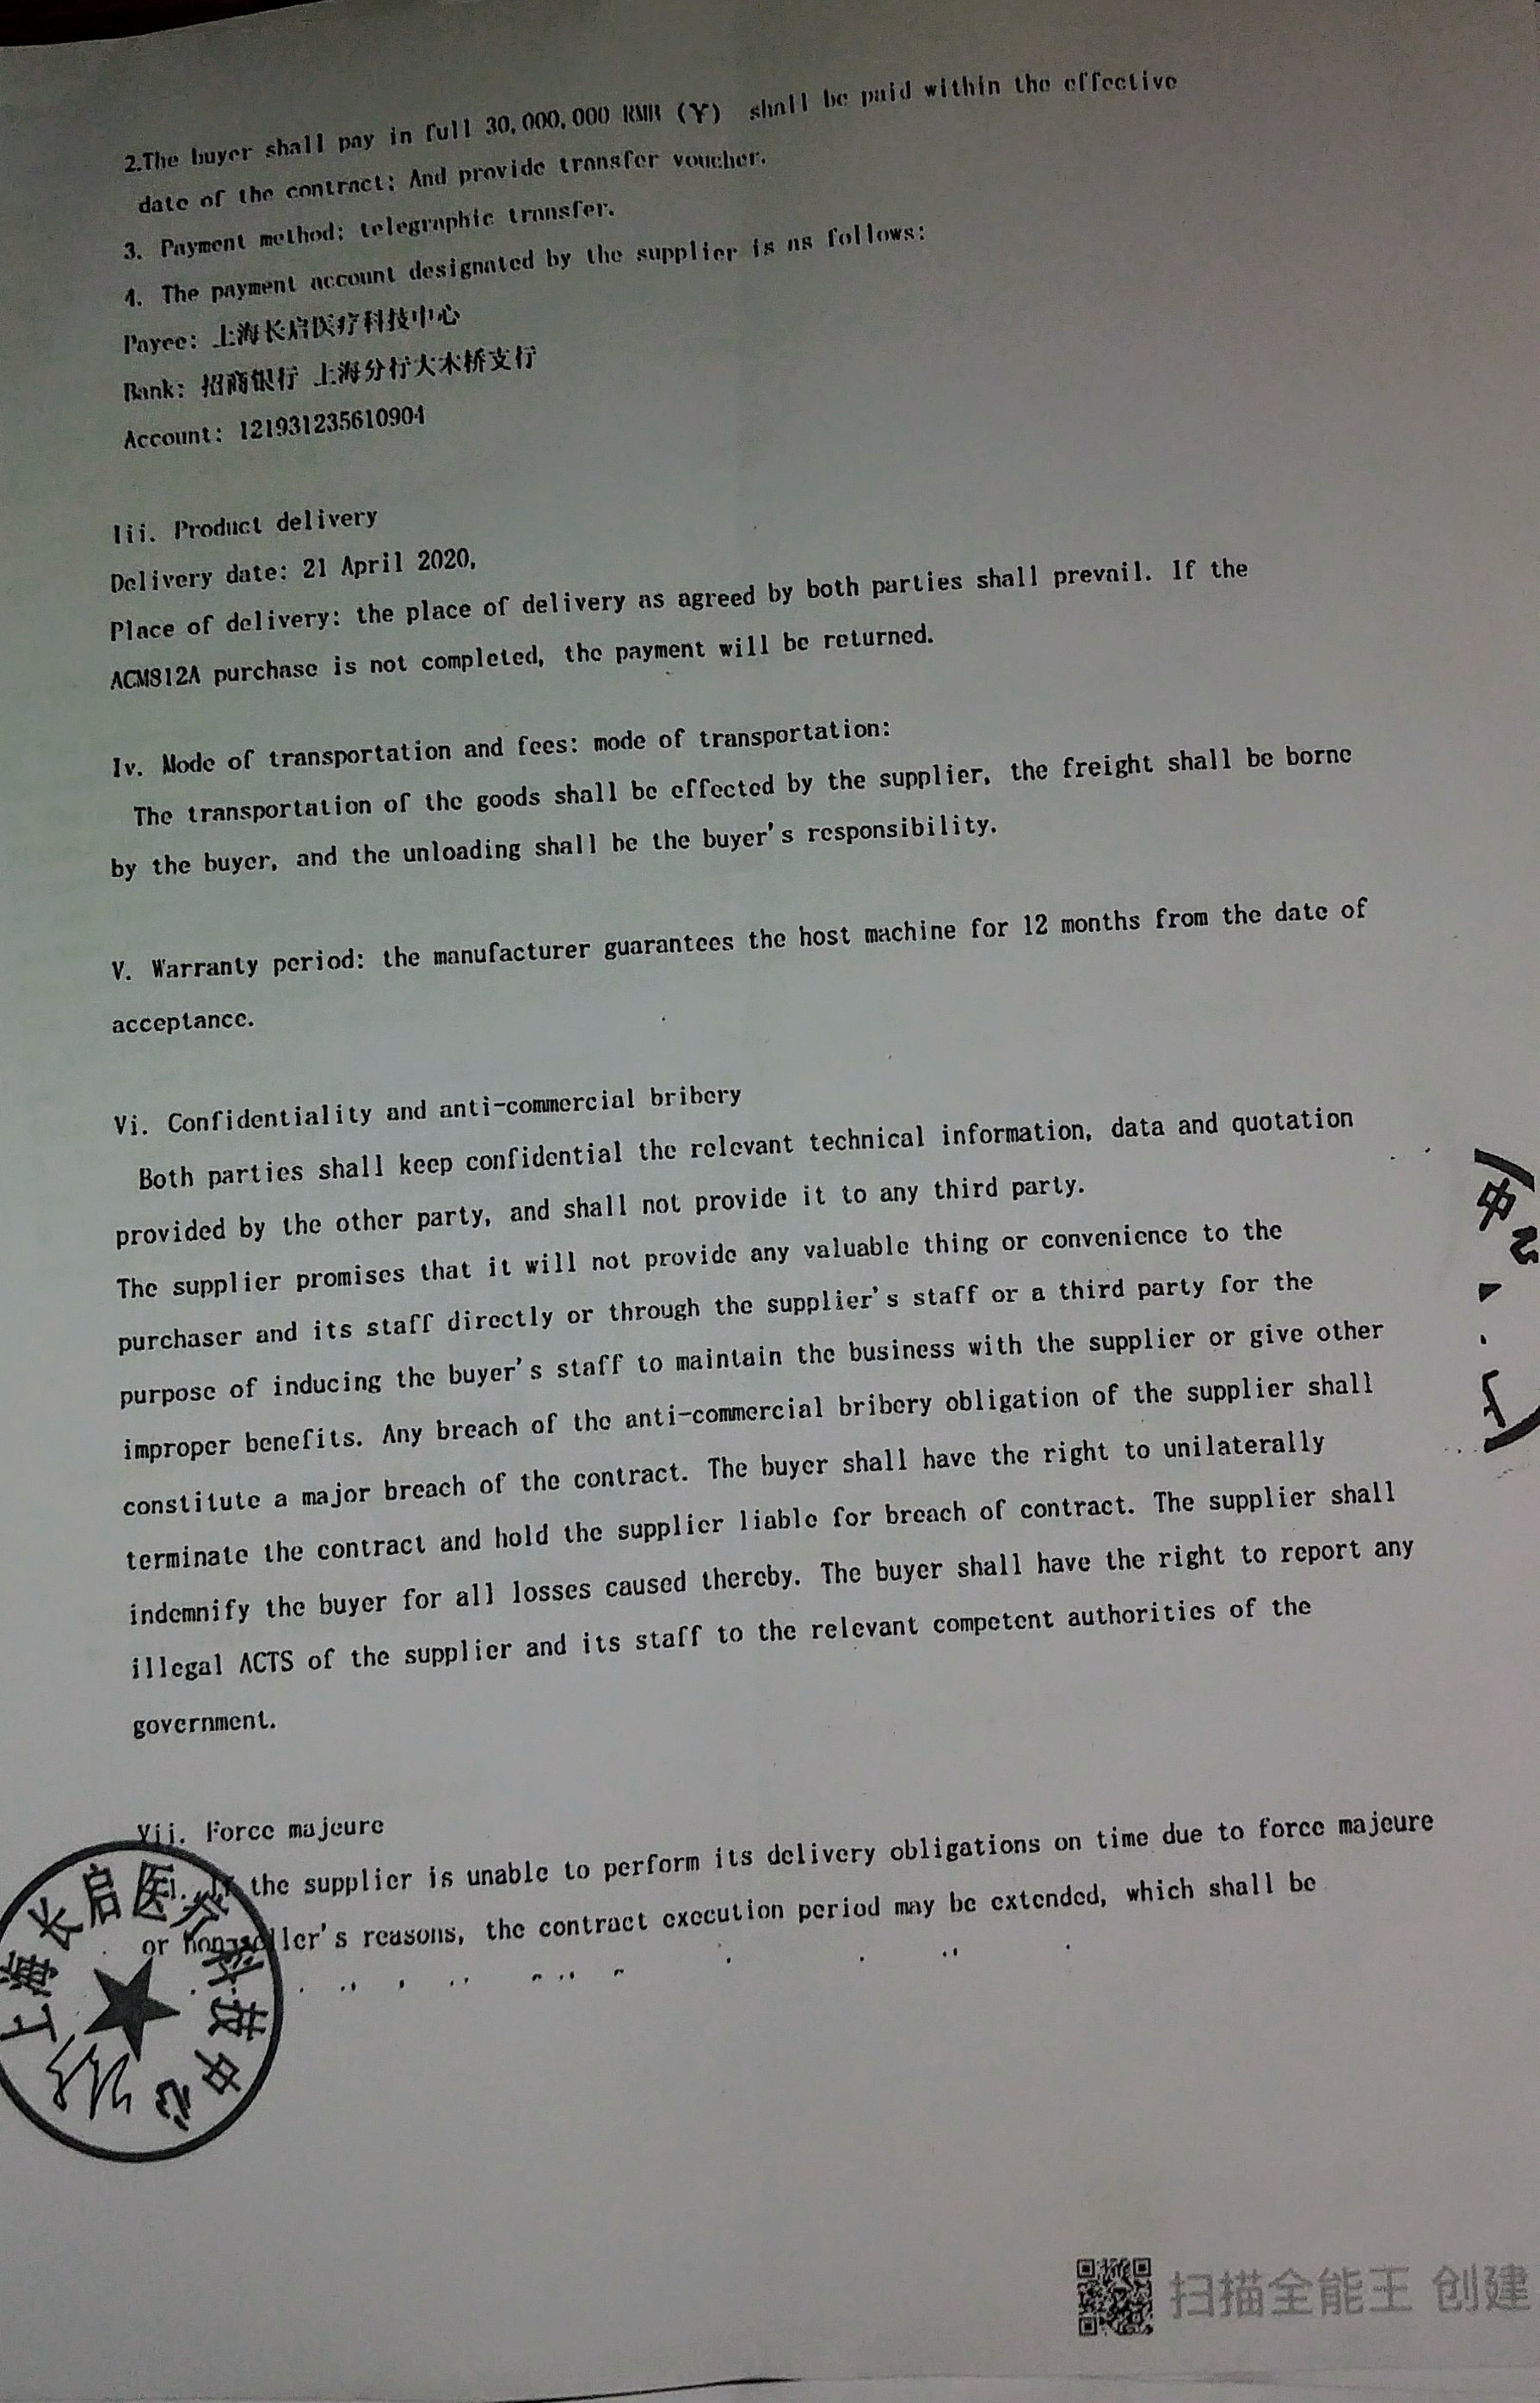 2.The buyer shall pay in full 30,000,000 RMB (Y) shall be paid within the effective
date of the contract; And provide transfer voucher.
3. Payment method: telegraphic transfer.
4. The payment account designated by the supplier is as follows:
Payee: 上海长启医疗科技中心
Bank: 招商银行 上海分行大木桥支行
Account: 121931235610904
Iii. Product delivery
Delivery date: 21 April 2020,
Place of delivery: the place of delivery as agreed by both parties shall prevail. If the
ACM812A purchase is not completed, the payment will be returned.
Iv. Mode of transportation and fees: mode of transportation:
The transportation of the goods shall be effected by the supplier, the freight shall be borne
by the buyer, and the unloading shall be the buyer's responsibility.
V. Warranty period: the manufacturer guarantees the host machine for 12 months from the date of
acceptance.
Vi. Confidentiality and anti-commercial bribery
Both parties shall keep confidential the relevant technical information, data and quotation
provided by the other party, and shall not provide it to any third party.
The supplier promises that it will not provide any valuable thing or convenience to the
purchaser and its staff directly or through the supplier's staff or a third party for the
purpose of inducing the buyer's staff to maintain the business with the supplier or give other
improper benefits. Any breach of the anti-commercial bribery obligation of the supplier shall
constitute a major breach of the contract. The buyer shall have the right to unilaterally
terminate the contract and hold the supplier liable for breach of contract. The supplier shall
indemnify the buyer for all losses caused thereby. The buyer shall have the right to report any
illegal ACTS of the supplier and its staff to the relevant competent authorities of the
government.
Vii. Force majeure
the supplier is unable to perform its delivery obligations on time due to force majeure
or non-seller's reasons, the contract execution period may be extended, which shall be
上海长启医疗科技中心
中心
扫描全能王 创建